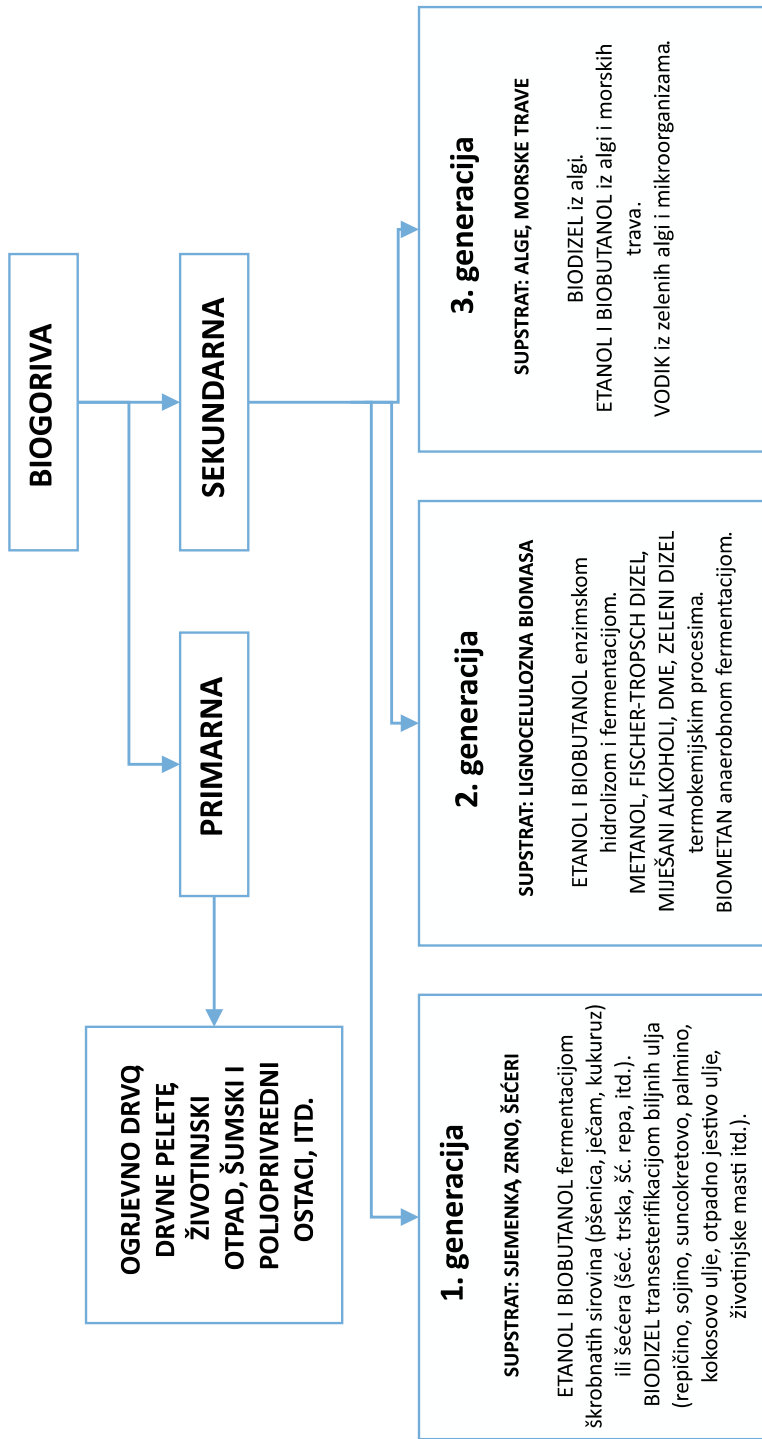 BIOGORIVA
PRIMARNA
SEKUNDARNA
OGRJEVNO DRVO,
DRVNE PELETE,
ŽIVOTINJSKI
OTPAD, ŠUMSKI I
POLJOPRIVREDNI
OSTACI, ITD.
1. generacija
SUPSTRAT: SJEMENKA, ZRNO, ŠEĆERI
ETANOL I BIOBUTANOL fermentacijom
škrobnatih sirovina (pšenica, ječam, kukuruz)
ili šećera (šeć. trska, šć. repa, itd.).
BIODIZEL transesterifikacijom biljnih ulja
(repičino, sojino, suncokretovo, palmino,
kokosovo ulje, otpadno jestivo ulje,
životinjske masti itd.).
2. generacija
SUPSTRAT: LIGNOCELULOZNA BIOMASA
ETANOL I BIOBUTANOL enzimskom
hidrolizom i fermentacijom.
METANOL, FISCHER-TROPSCH DIZEL,
MIJEŠANI ALKOHOLI, DME, ZELENI DIZEL
termokemijskim procesima.
BIOMETAN anaerobnom fermentacijom.
3. generacija
SUPSTRAT: ALGE, MORSKE TRAVE
BIODIZEL iz algi.
ETANOL I BIOBUTANOL iz algi i morskih
trava.
VODIK iz zelenih algi i mikroorganizama.